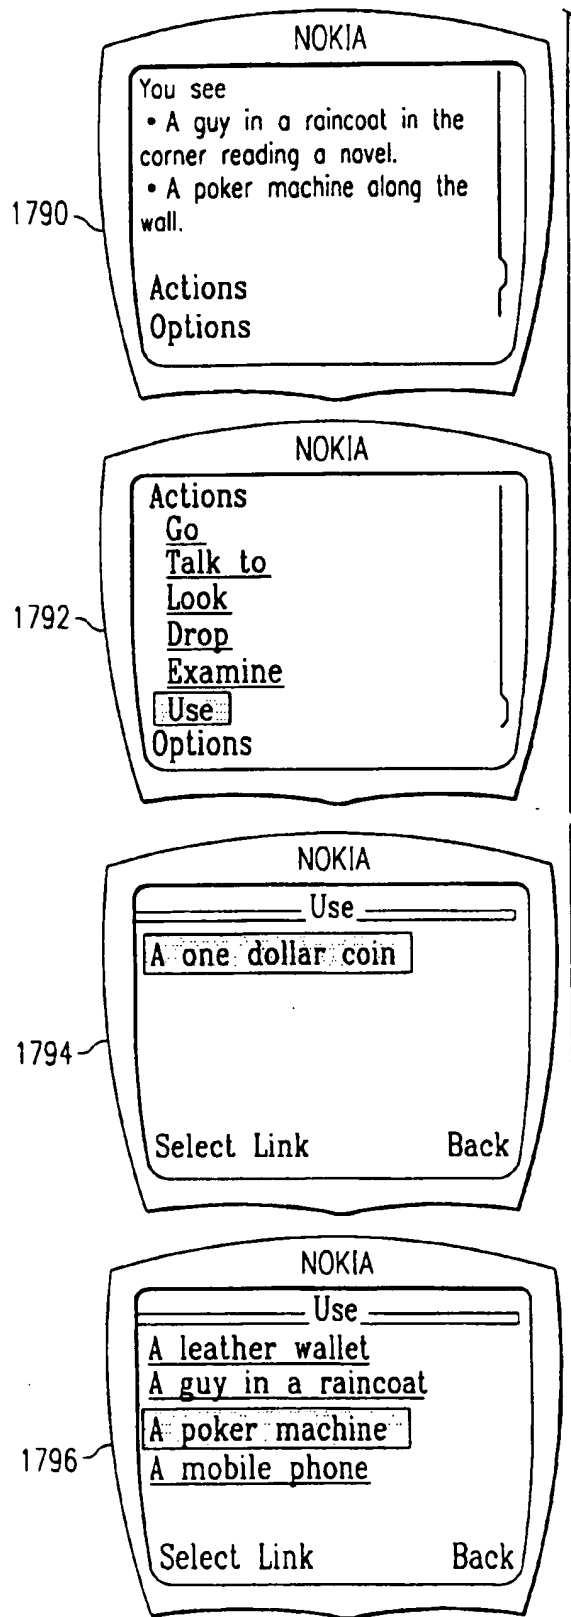 NOKIA
You see
• A guy in a raincoat in the
corner reading a novel.
• A poker machine along the
wall.
1790
Actions
Options
NOKIA
Actions
Go
Talk to
Look
1792
Drop
Examine
Use
Options
NOKIA
Use
A one dollar coin
1794
Select Link Back
NOKIA
Use
A leather wallet
A guy in a raincoat
A poker machine
1796
A mobile phone
Select Link Back